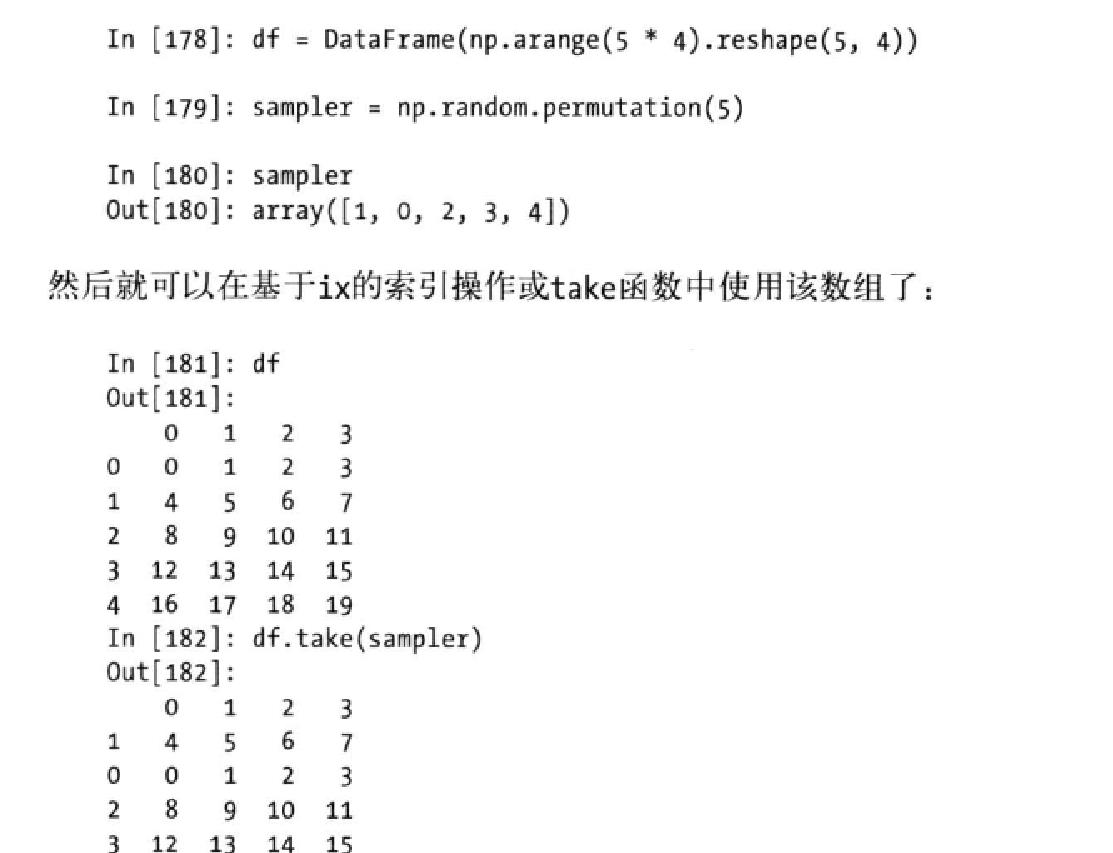 In [178]: df = DataFrame(np.arange(5 * 4).reshape(5, 4))
In [179]: sampler = np.random.permutation(5)
In [180]: sampler
Out[180]: array([1, 0, 2, 3, 4])
然后就可以在基于ix的索引操作或take函数中使用该数组了：
In [181]: df
Out[181]:
    0   1   2   3
0   0   1   2   3
1   4   5   6   7
2   8   9  10  11
3  12  13  14  15
4  16  17  18  19
In [182]: df.take(sampler)
Out[182]:
    0   1   2   3
1   4   5   6   7
0   0   1   2   3
2   8   9  10  11
3  12  13  14  15